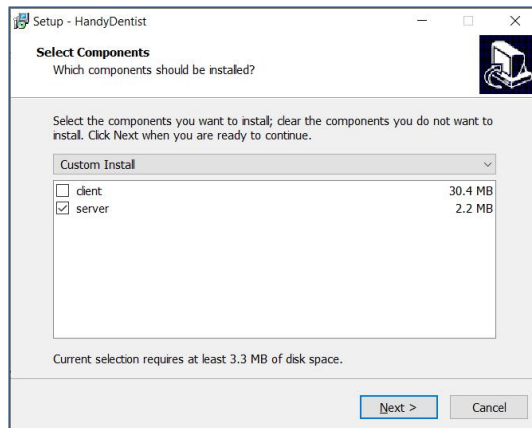 Setup - HandyDentist
Select Components
Which components should be installed?
Select the components you want to install; clear the components you do not want to
install. Click Next when you are ready to continue.
Custom Install
client 30.4 MB
server 2.2 MB
Current selection requires at least 3.3 MB of disk space.
Next > Cancel